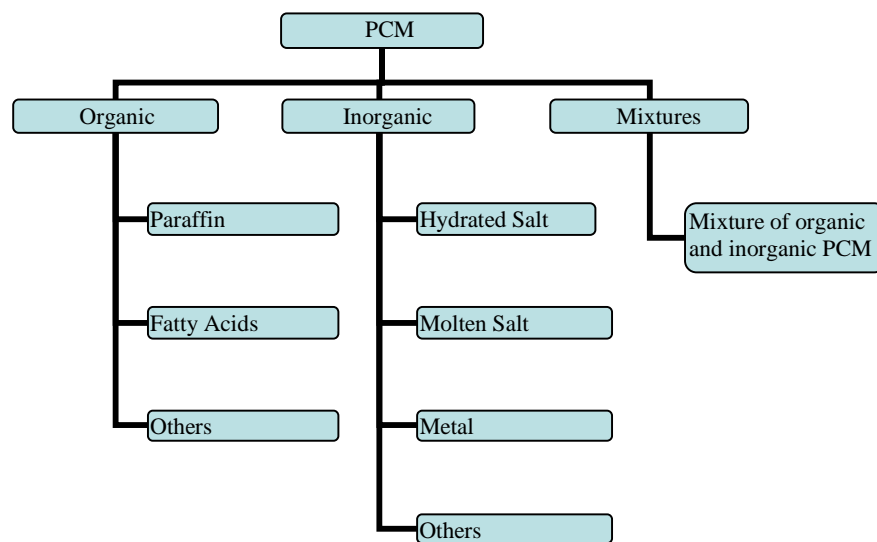 PCM
Organic
Inorganic
Mixtures
Paraffin
Hydrated Salt
Mixture of organic
and inorganic PCM
Fatty Acids
Molten Salt
Others
Metal
Others